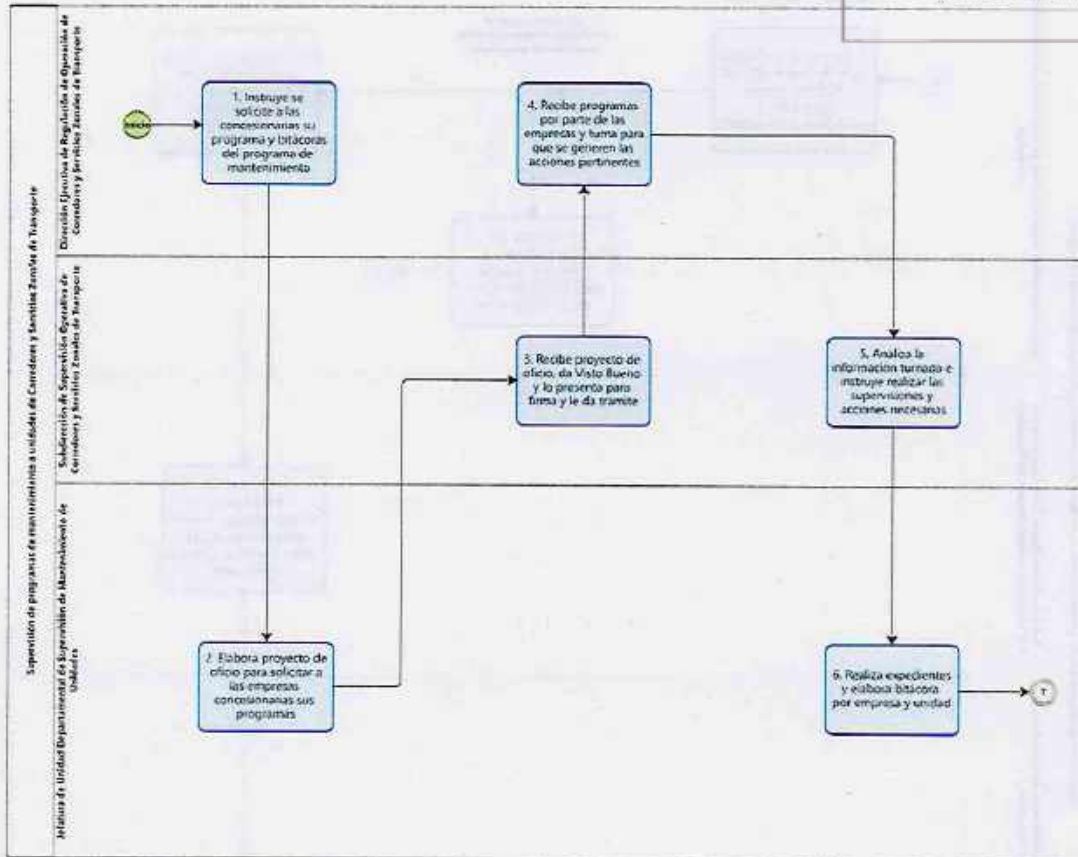 Supervisión de programas de mantenimiento a unidades de Corredores y Servicios Zonales de Transporte
Dirección Ejecutiva de Regulación de Operación de
Corredores y Servicios Zonales de Transporte
Inicio
1. Instruye se
solicite a las
concesionarias su
programa y bitácoras
del programa de
mantenimiento
4. Recibe programas
por parte de las
empresas y turna para
que se generen las
acciones pertinentes
Subdirección de Supervisión Operativa de
Corredores y Servicios Zonales de Transporte
3. Recibe proyecto de
oficio, da Visto Bueno
y lo presenta para
firma y le da tramite
5. Analiza la
información turnada e
instruye realizar las
supervisiones y
acciones necesarias
Jefatura de Unidad Departamental de Supervisión de Mantenimiento de
Unidades
2. Elabora proyecto de
oficio para solicitar a
las empresas
concesionarias sus
programas
6. Realiza expedientes
y elabora bitácora
por empresa y unidad
T